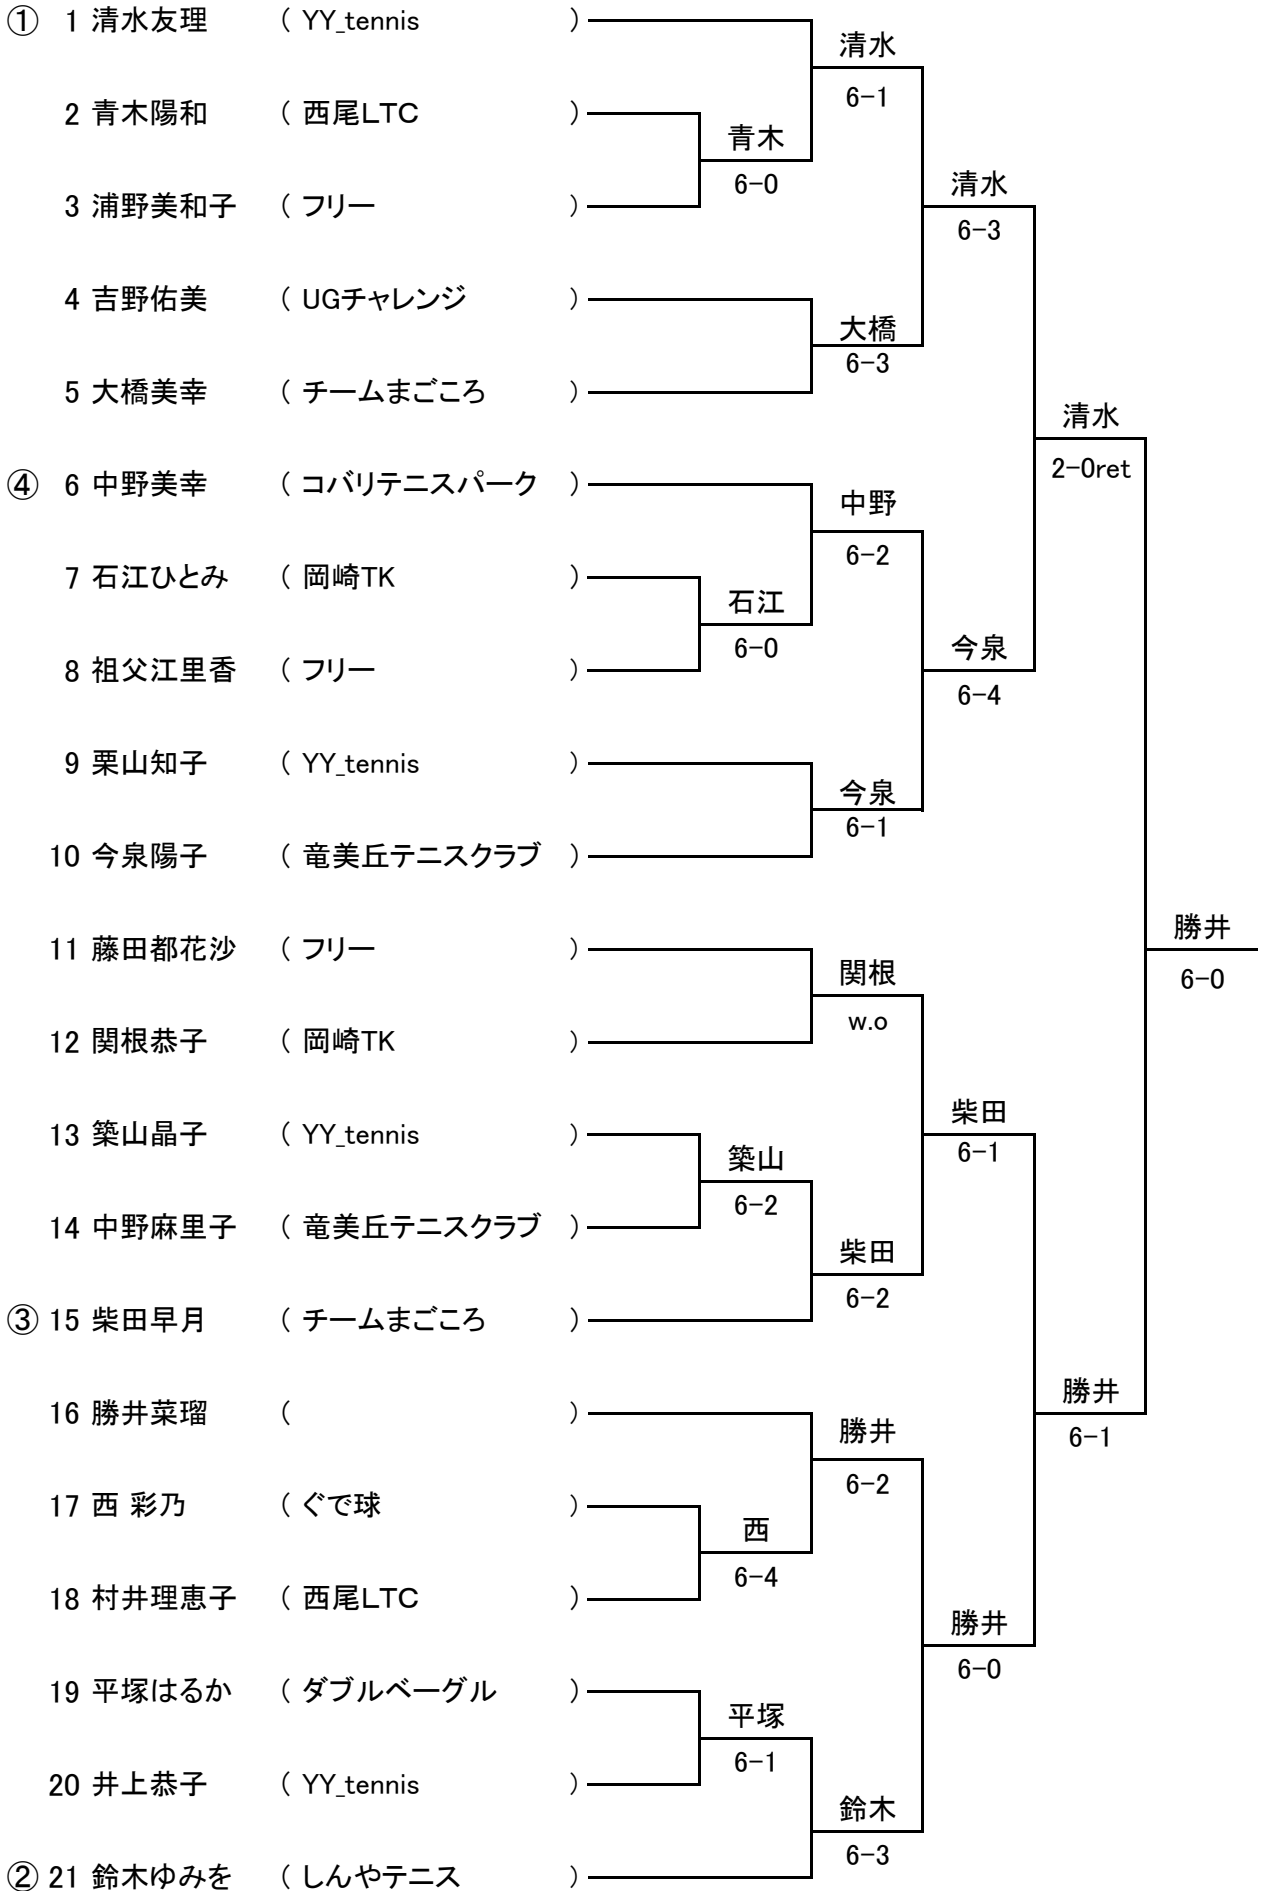 ① 1 清水友理 ( YY_tennis )
清水
6-1
2 青木陽和 ( 西尾LTC )
青木
6-0
3 浦野美和子 ( フリー )
清水
6-3
4 吉野佑美 ( UGチャレンジ )
大橋
6-3
5 大橋美幸 ( チームまごころ )
清水
2-0ret
④ 6 中野美幸 ( コバリテニスパーク )
中野
6-2
7 石江ひとみ ( 岡崎TK )
石江
6-0
8 祖父江里香 ( フリー )
今泉
6-4
9 栗山知子 ( YY_tennis )
今泉
6-1
10 今泉陽子 ( 竜美丘テニスクラブ )
勝井
6-0
11 藤田都花沙 ( フリー )
関根
w.o
12 関根恭子 ( 岡崎TK )
柴田
6-1
13 築山晶子 ( YY_tennis )
築山
6-2
14 中野麻里子 ( 竜美丘テニスクラブ )
柴田
6-2
③ 15 柴田早月 ( チームまごころ )
勝井
6-1
16 勝井菜瑠 ( )
勝井
6-2
17 西 彩乃 ( ぐで球 )
西
6-4
18 村井理恵子 ( 西尾LTC )
勝井
6-0
19 平塚はるか ( ダブルベーグル )
平塚
6-1
20 井上恭子 ( YY_tennis )
鈴木
6-3
② 21 鈴木ゆみを ( しんやテニス )